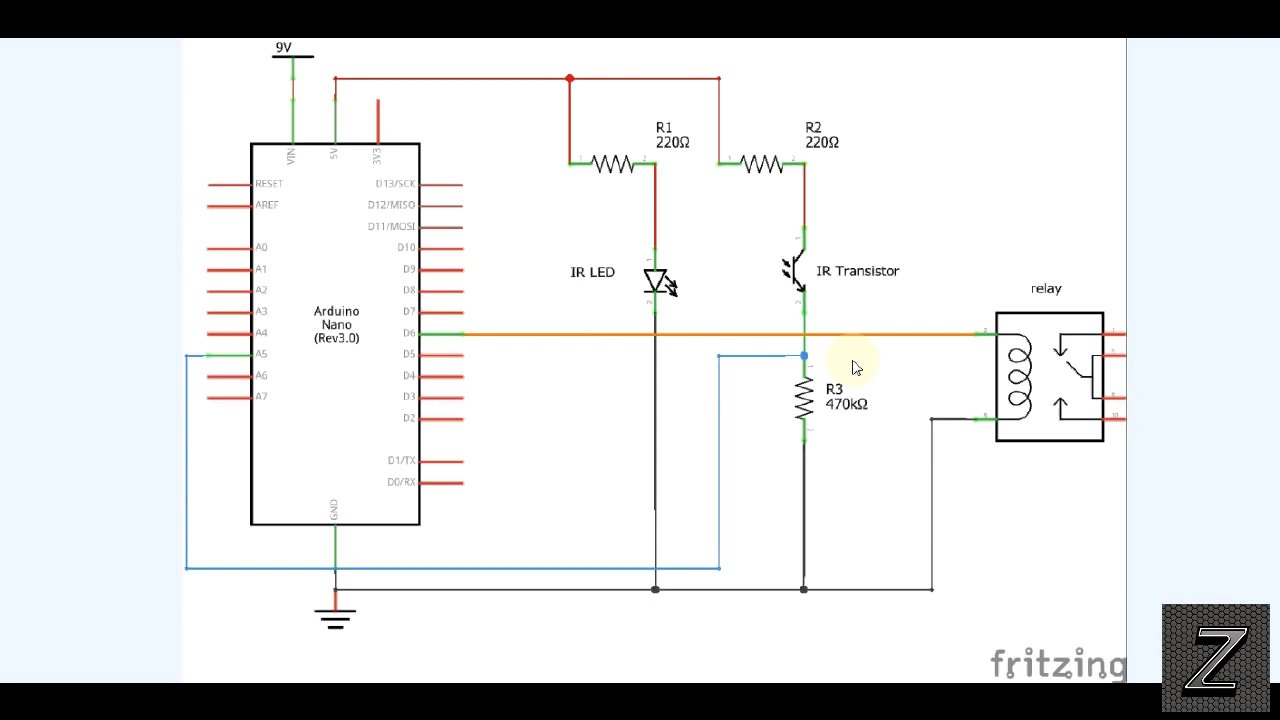 9V
R1
220Ω
R2
220Ω
VIN
5V
3V3
RESET
AREF
A0
A1
A2
A3
A4
A5
A6
A7
D13/SCK
D12/MISO
D11/MOSI
D10
D9
D8
D7
D6
D5
D4
D3
D2
D1/TX
D0/RX
GND
Arduino
Nano
(Rev3.0)
IR LED
IR Transistor
relay
R3
470kΩ
fritzing
Z